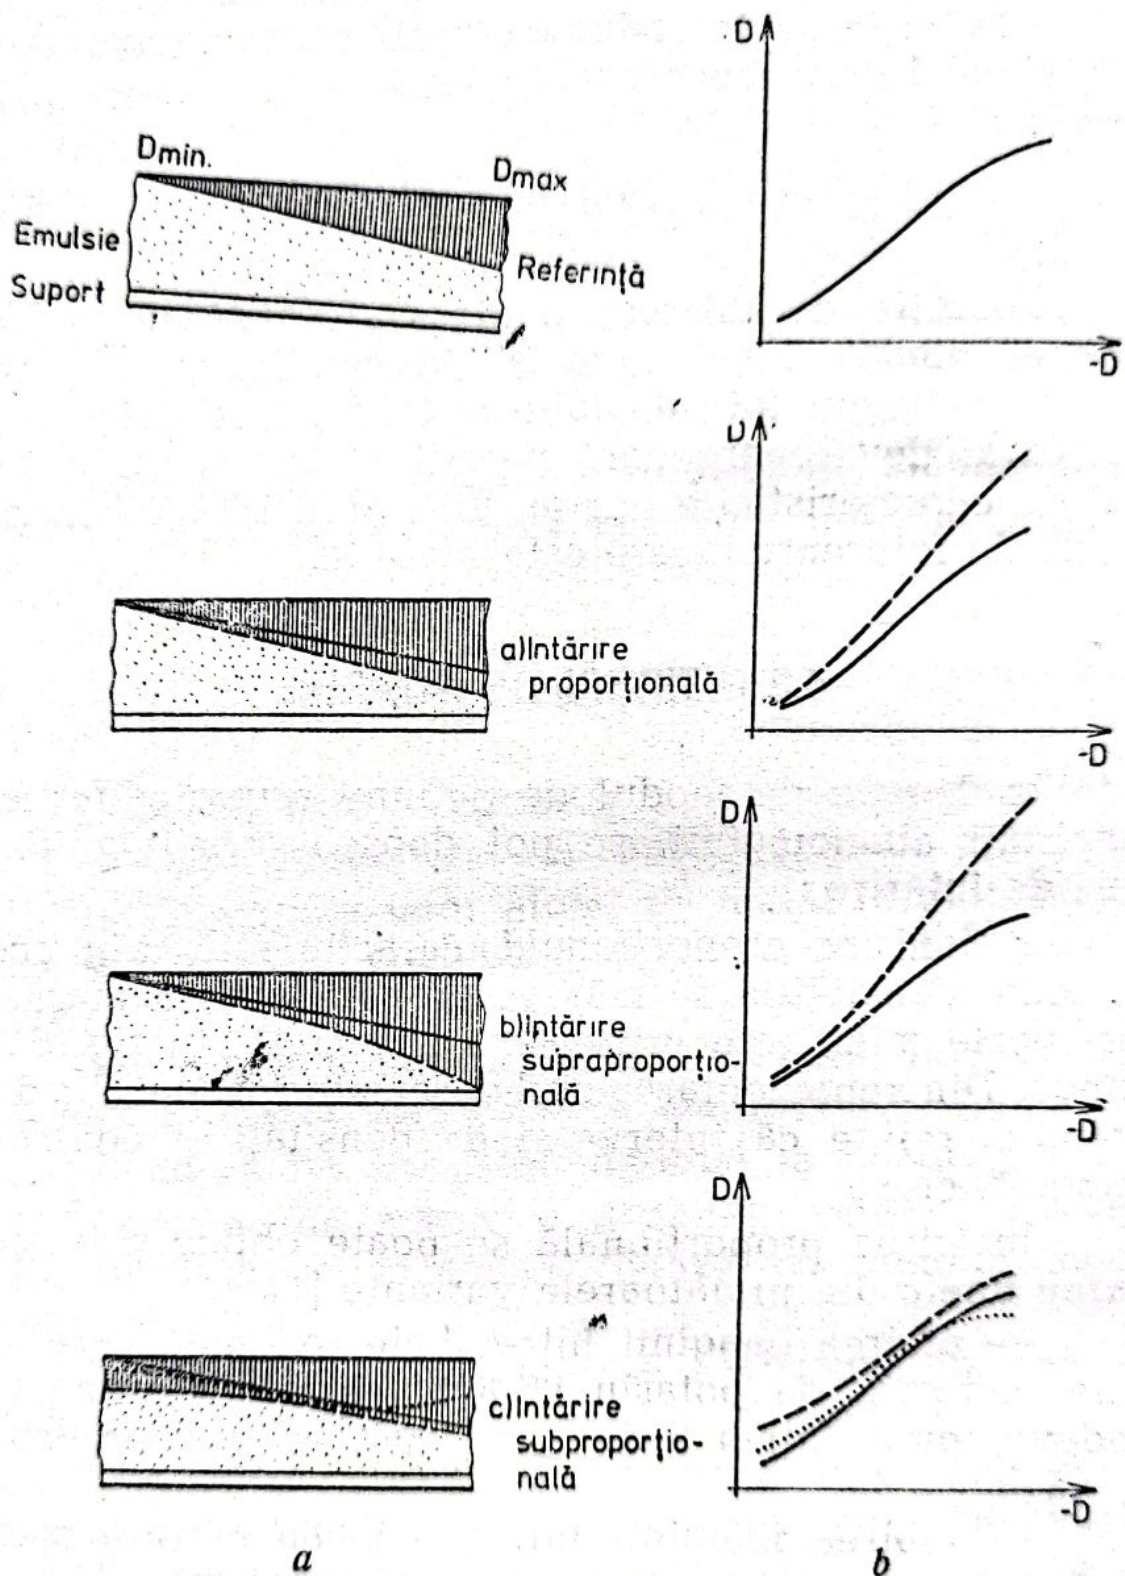 D
Dmin.
Dmax
Emulsie
Referință
Suport
-D
D
a) Intărire
proporțională
-D
D
b) Intărire
supraproporțio-
nală
-D
D
c) Intărire
subproporțio-
nală
-D
a
b